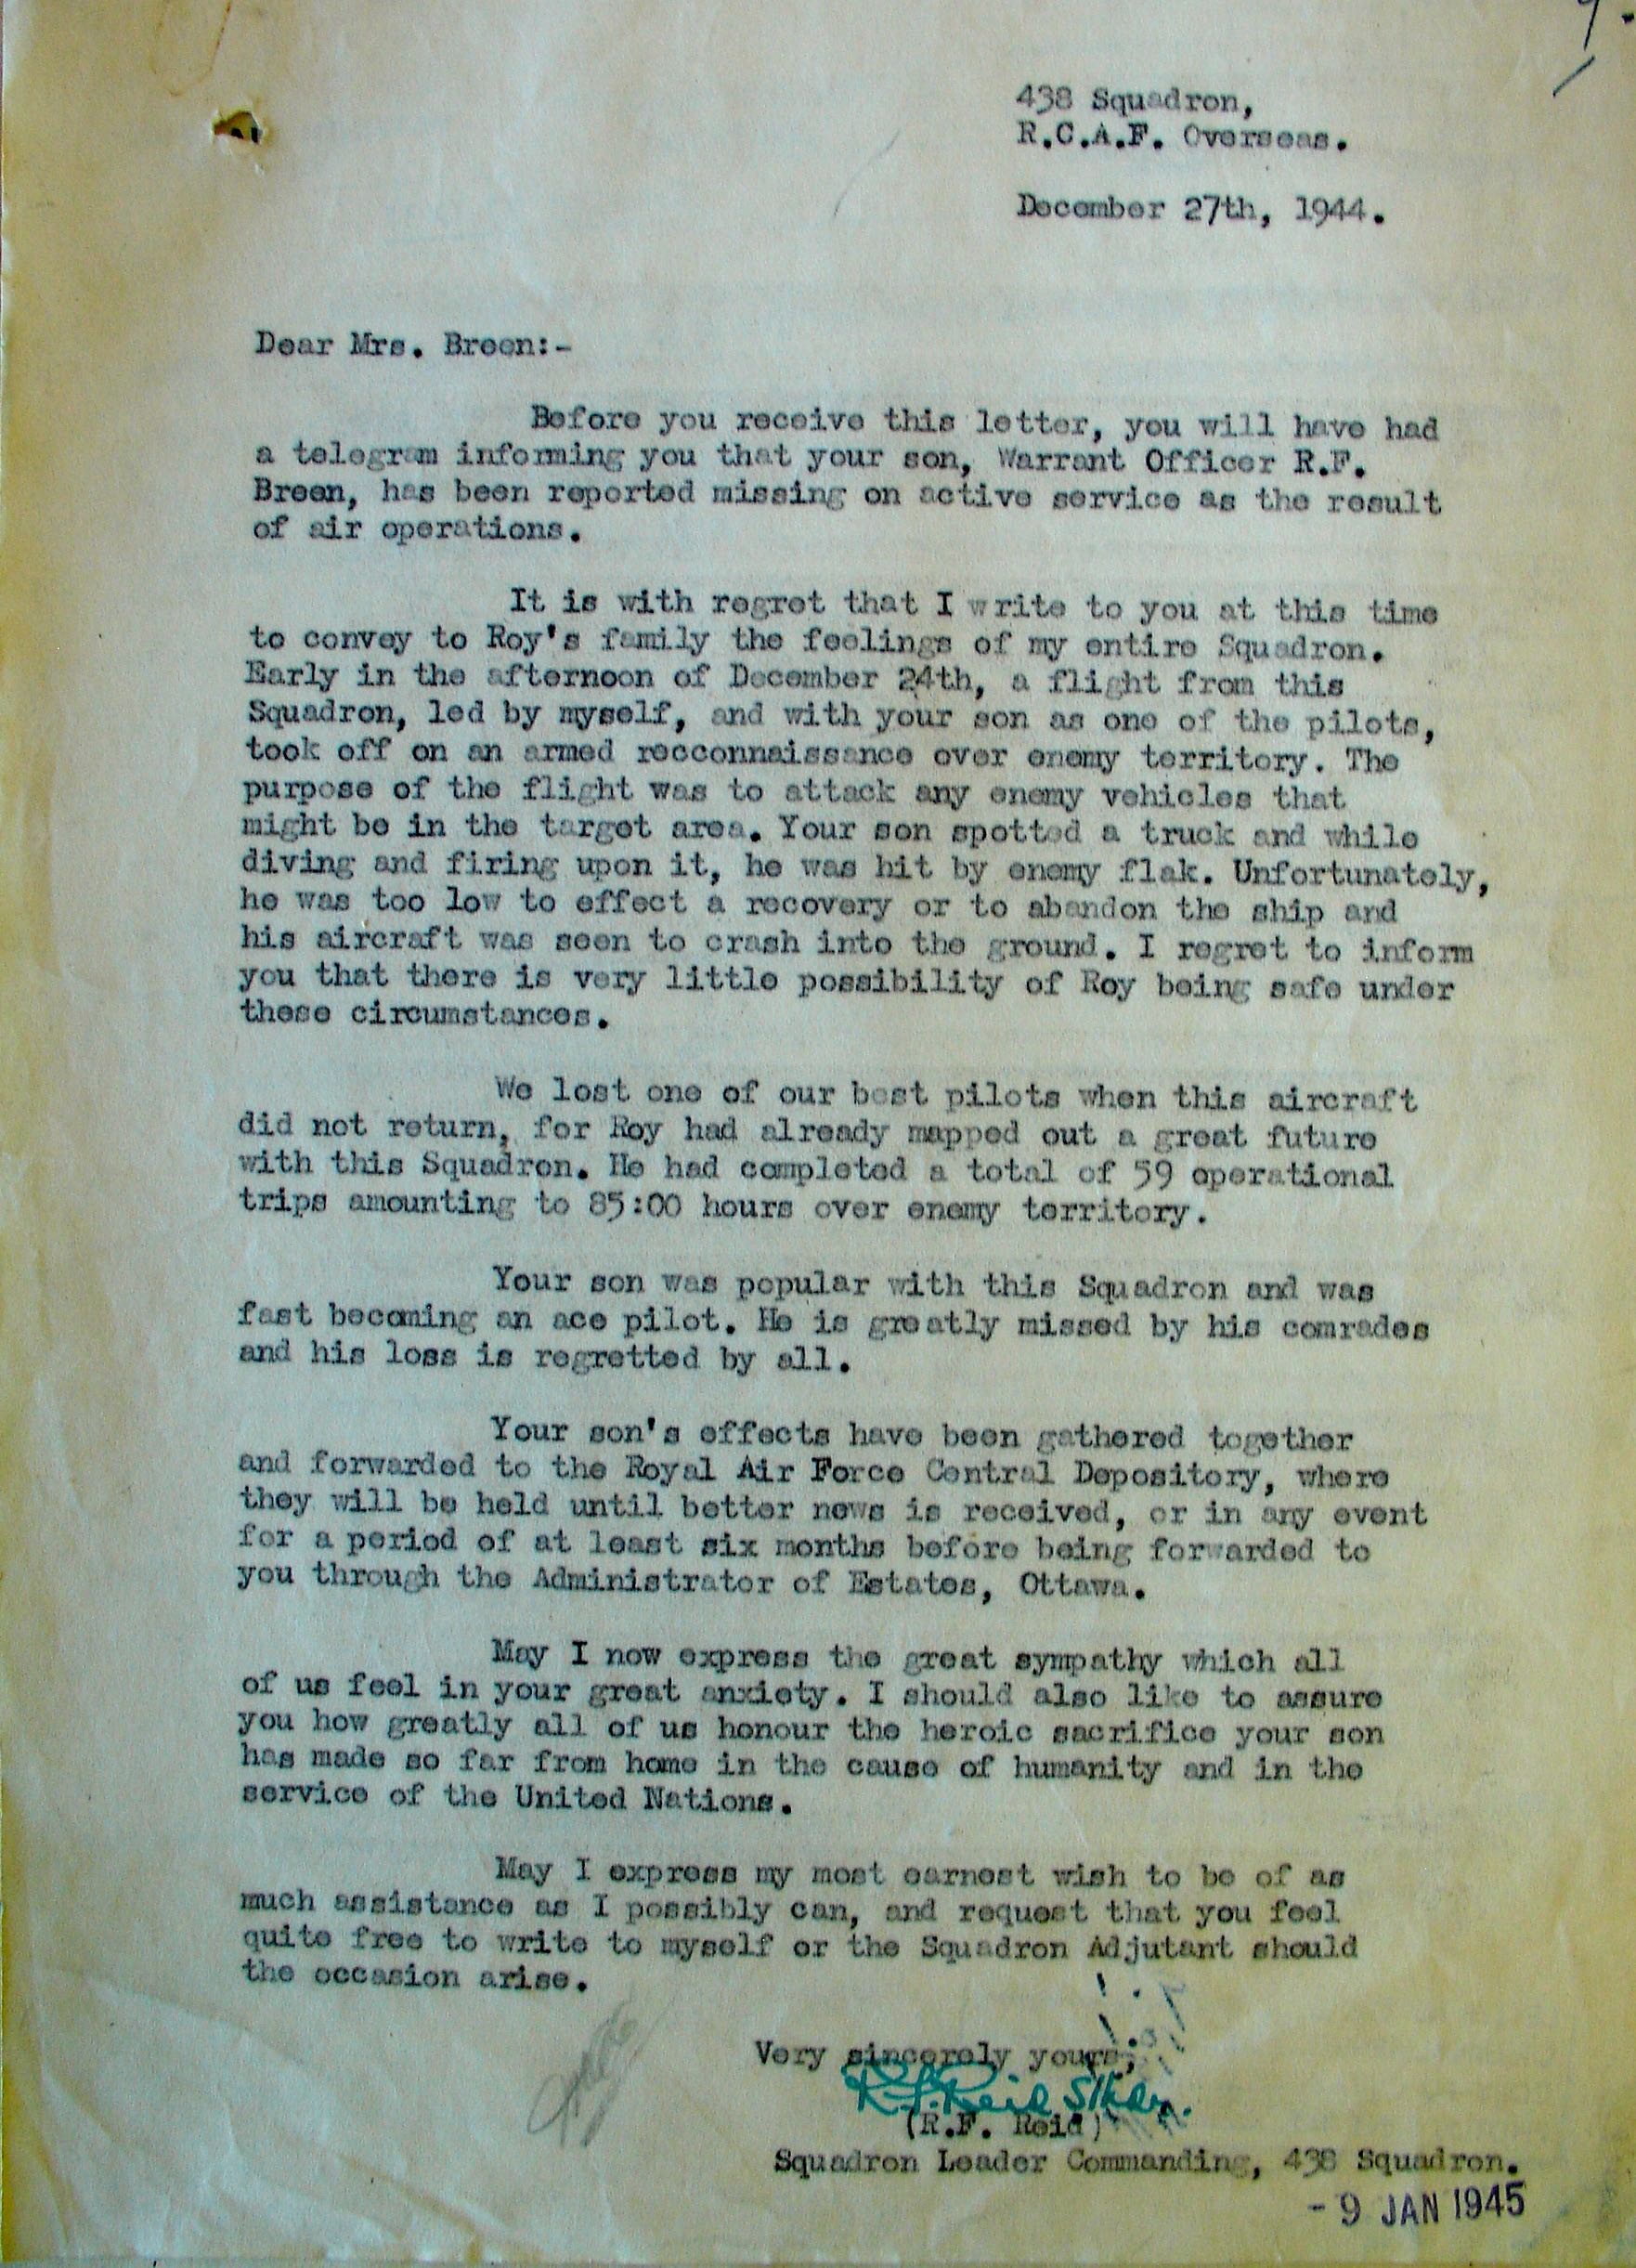 438 Squadron,
R.C.A.F. Overseas.
December 27th, 1944.
Dear Mrs. Breen:-
Before you receive this letter, you will have had
a telegram informing you that your son, Warrant Officer R.F.
Breen, has been reported missing on active service as the result
of air operations.
It is with regret that I write to you at this time
to convey to Roy's family the feelings of my entire Squadron.
Early in the afternoon of December 24th, a flight from this
Squadron, led by myself, and with your son as one of the pilots,
took off on an armed recconnaissance over enemy territory. The
purpose of the flight was to attack any enemy vehicles that
might be in the target area. Your son spotted a truck and while
diving and firing upon it, he was hit by enemy flak. Unfortunately,
he was too low to effect a recovery or to abandon the ship and
his aircraft was seen to crash into the ground. I regret to inform
you that there is very little possibility of Roy being safe under
these circumstances.
We lost one of our best pilots when this aircraft
did not return, for Roy had already mapped out a great future
with this Squadron. He had completed a total of 59 operational
trips amounting to 85:00 hours over enemy territory.
Your son was popular with this Squadron and was
fast becoming an ace pilot. He is greatly missed by his comrades
and his loss is regretted by all.
Your son's effects have been gathered together
and forwarded to the Royal Air Force Central Depository, where
they will be held until better news is received, or in any event
for a period of at least six months before being forwarded to
you through the Administrator of Estates, Ottawa.
May I now express the great sympathy which all
of us feel in your great anxiety. I should also like to assure
you how greatly all of us honour the heroic sacrifice your son
has made so far from home in the cause of humanity and in the
service of the United Nations.
May I express my most earnest wish to be of as
much assistance as I possibly can, and request that you feel
quite free to write to myself or the Squadron Adjutant should
the occasion arise.
Very sincerely yours,
R.F. Reid S/Ldr.
(R.F. Reid)
Squadron Leader Commanding, 438 Squadron.
- 9 JAN 1945